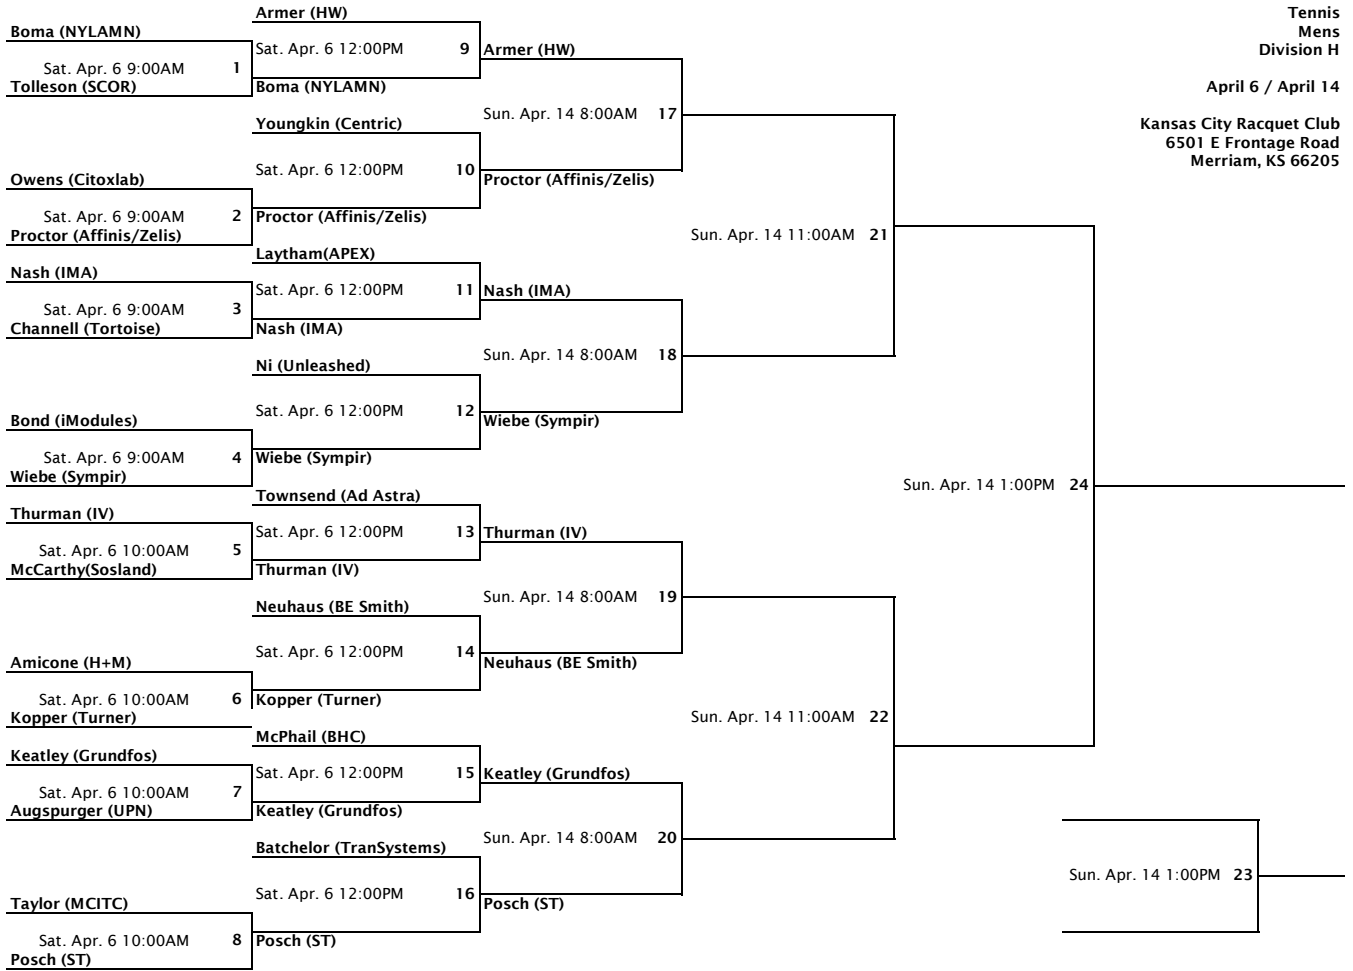 Armer (HW)
Tennis
Boma (NYLAMN)
Mens
Sat. Apr. 6 12:00PM 9 Armer (HW)
Division H
Sat. Apr. 6 9:00AM 1
Tolleson (SCOR)
Boma (NYLAMN)
April 6 / April 14
Sun. Apr. 14 8:00AM 17
Youngkin (Centric)
Kansas City Racquet Club
6501 E Frontage Road
Merriam, KS 66205
Sat. Apr. 6 12:00PM 10
Owens (Citoxlab)
Proctor (Affinis/Zelis)
Sat. Apr. 6 9:00AM 2
Proctor (Affinis/Zelis)
Proctor (Affinis/Zelis)
Sun. Apr. 14 11:00AM 21
Laytham(APEX)
Nash (IMA)
Sat. Apr. 6 12:00PM 11 Nash (IMA)
Sat. Apr. 6 9:00AM 3
Channell (Tortoise)
Nash (IMA)
Sun. Apr. 14 8:00AM 18
Ni (Unleashed)
Sat. Apr. 6 12:00PM 12
Bond (iModules)
Wiebe (Sympir)
Sat. Apr. 6 9:00AM 4
Wiebe (Sympir)
Wiebe (Sympir)
Sun. Apr. 14 1:00PM 24
Townsend (Ad Astra)
Thurman (IV)
Sat. Apr. 6 12:00PM 13 Thurman (IV)
Sat. Apr. 6 10:00AM 5
McCarthy(Sosland)
Thurman (IV)
Sun. Apr. 14 8:00AM 19
Neuhaus (BE Smith)
Sat. Apr. 6 12:00PM 14
Amicone (H+M)
Neuhaus (BE Smith)
Sat. Apr. 6 10:00AM 6
Kopper (Turner)
Kopper (Turner)
Sun. Apr. 14 11:00AM 22
McPhail (BHC)
Keatley (Grundfos)
Sat. Apr. 6 12:00PM 15 Keatley (Grundfos)
Sat. Apr. 6 10:00AM 7
Augspurger (UPN)
Keatley (Grundfos)
Sun. Apr. 14 8:00AM 20
Batchelor (TranSystems)
Sun. Apr. 14 1:00PM 23
Sat. Apr. 6 12:00PM 16
Taylor (MCITC)
Posch (ST)
Sat. Apr. 6 10:00AM 8
Posch (ST)
Posch (ST)